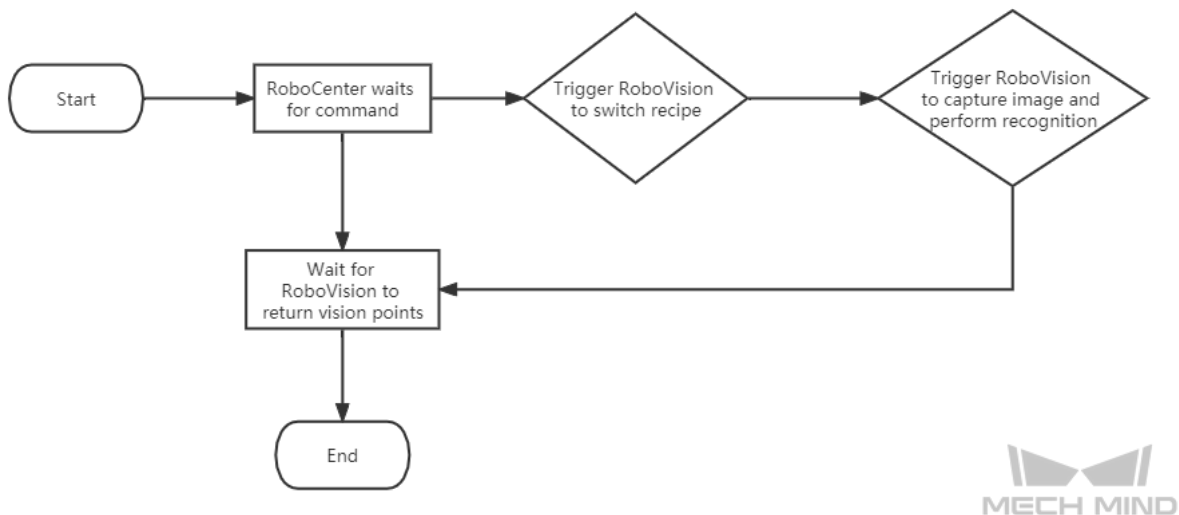 Start
RoboCenter waits
for command
Trigger RoboVision
to switch recipe
Trigger RoboVision
to capture image and
perform recognition
Wait for
RoboVision to
return vision points
End
MECH MIND